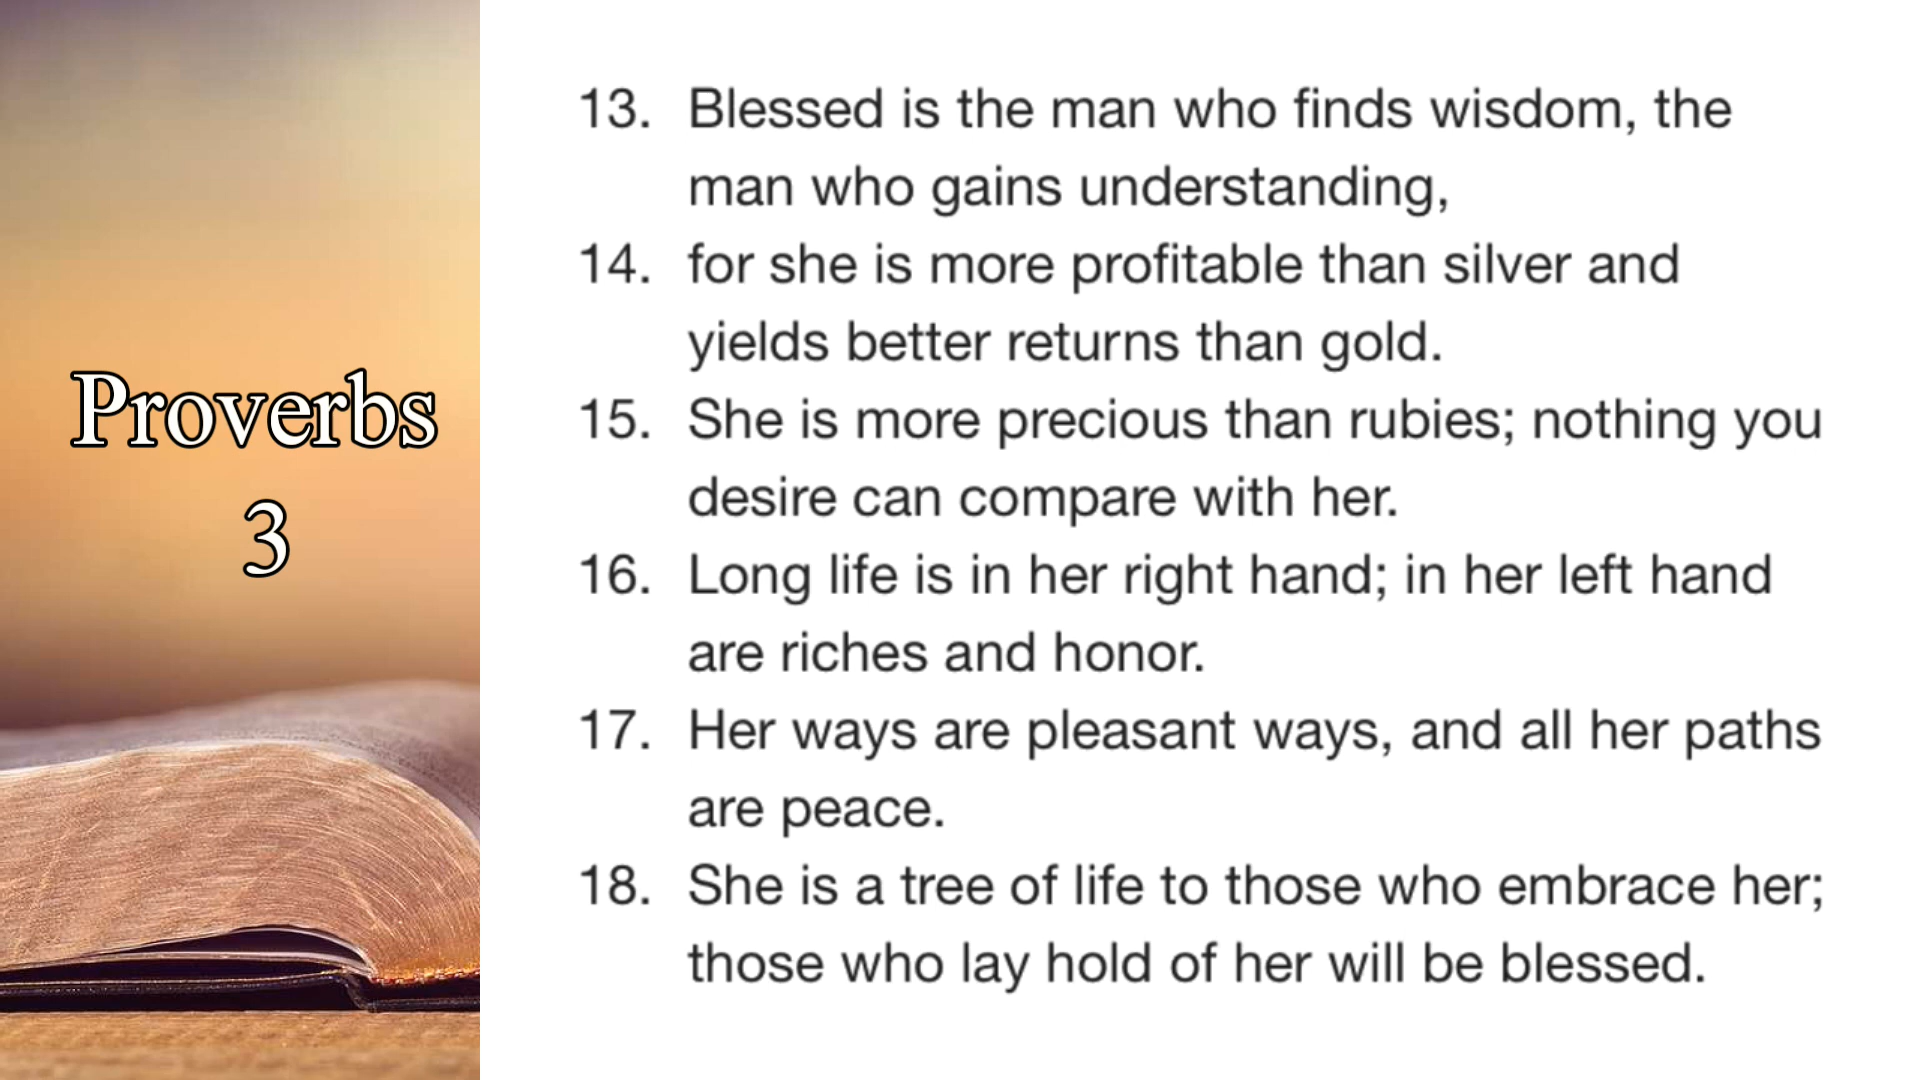 Proverbs
3
13. Blessed is the man who finds wisdom, the
man who gains understanding,
14. for she is more profitable than silver and
yields better returns than gold.
15. She is more precious than rubies; nothing you
desire can compare with her.
16. Long life is in her right hand; in her left hand
are riches and honor.
17. Her ways are pleasant ways, and all her paths
are peace.
18. She is a tree of life to those who embrace her;
those who lay hold of her will be blessed.